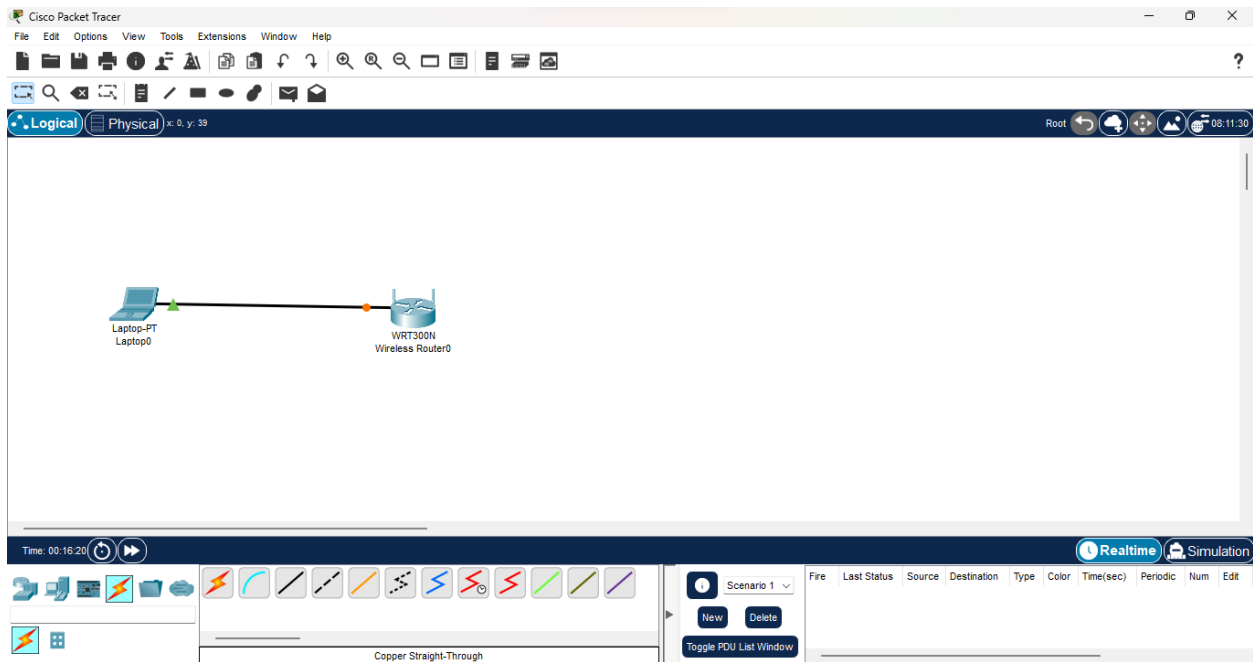 Cisco Packet Tracer
File Edit Options View Tools Extensions Window Help
?
Logical Physical x: 0, y: 39 Root 08:11:30
Laptop-PT
Laptop0
WRT300N
Wireless Router0
Time: 00:16:20 Realtime Simulation
Scenario 1
New Delete
Toggle PDU List Window
Fire Last Status Source Destination Type Color Time(sec) Periodic Num Edit
Copper Straight-Through